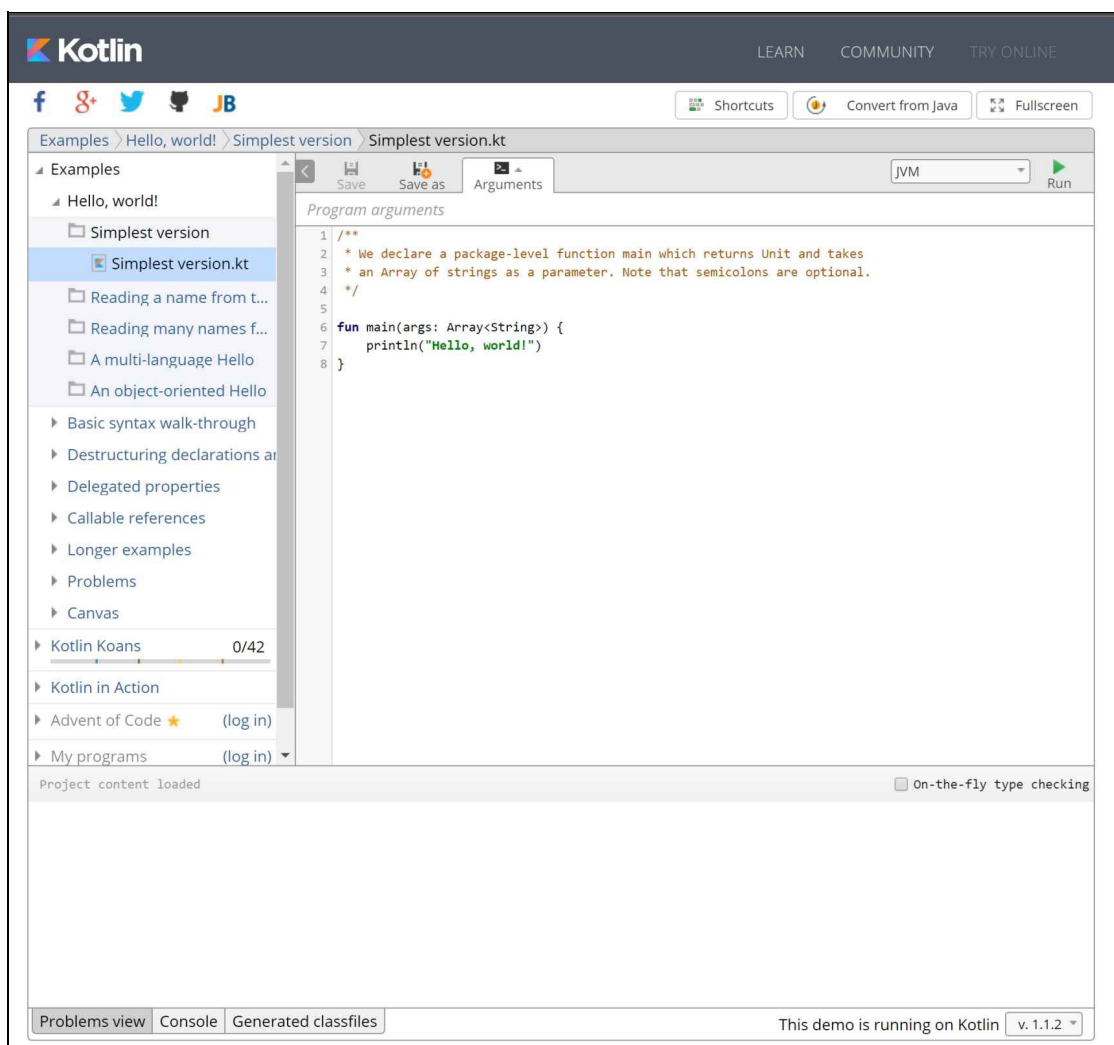 Kotlin
LEARN COMMUNITY TRY ONLINE
f g+ JB
Shortcuts Convert from Java Fullscreen
Examples Hello, world! Simplest version Simplest version.kt
Examples
Hello, world!
Simplest version
Simplest version.kt
Reading a name from t...
Reading many names f...
A multi-language Hello
An object-oriented Hello
Basic syntax walk-through
Destructuring declarations ar
Delegated properties
Callable references
Longer examples
Problems
Canvas
Kotlin Koans 0/42
Kotlin in Action
Advent of Code (log in)
My programs (log in)
Save Save as Arguments JVM Run
Program arguments
1 /**
2 * We declare a package-level function main which returns Unit and takes
3 * an Array of strings as a parameter. Note that semicolons are optional.
4 */
5
6 fun main(args: Array<String>) {
7 println("Hello, world!")
8 }
Project content loaded On-the-fly type checking
Problems view Console Generated classfiles This demo is running on Kotlin v. 1.1.2